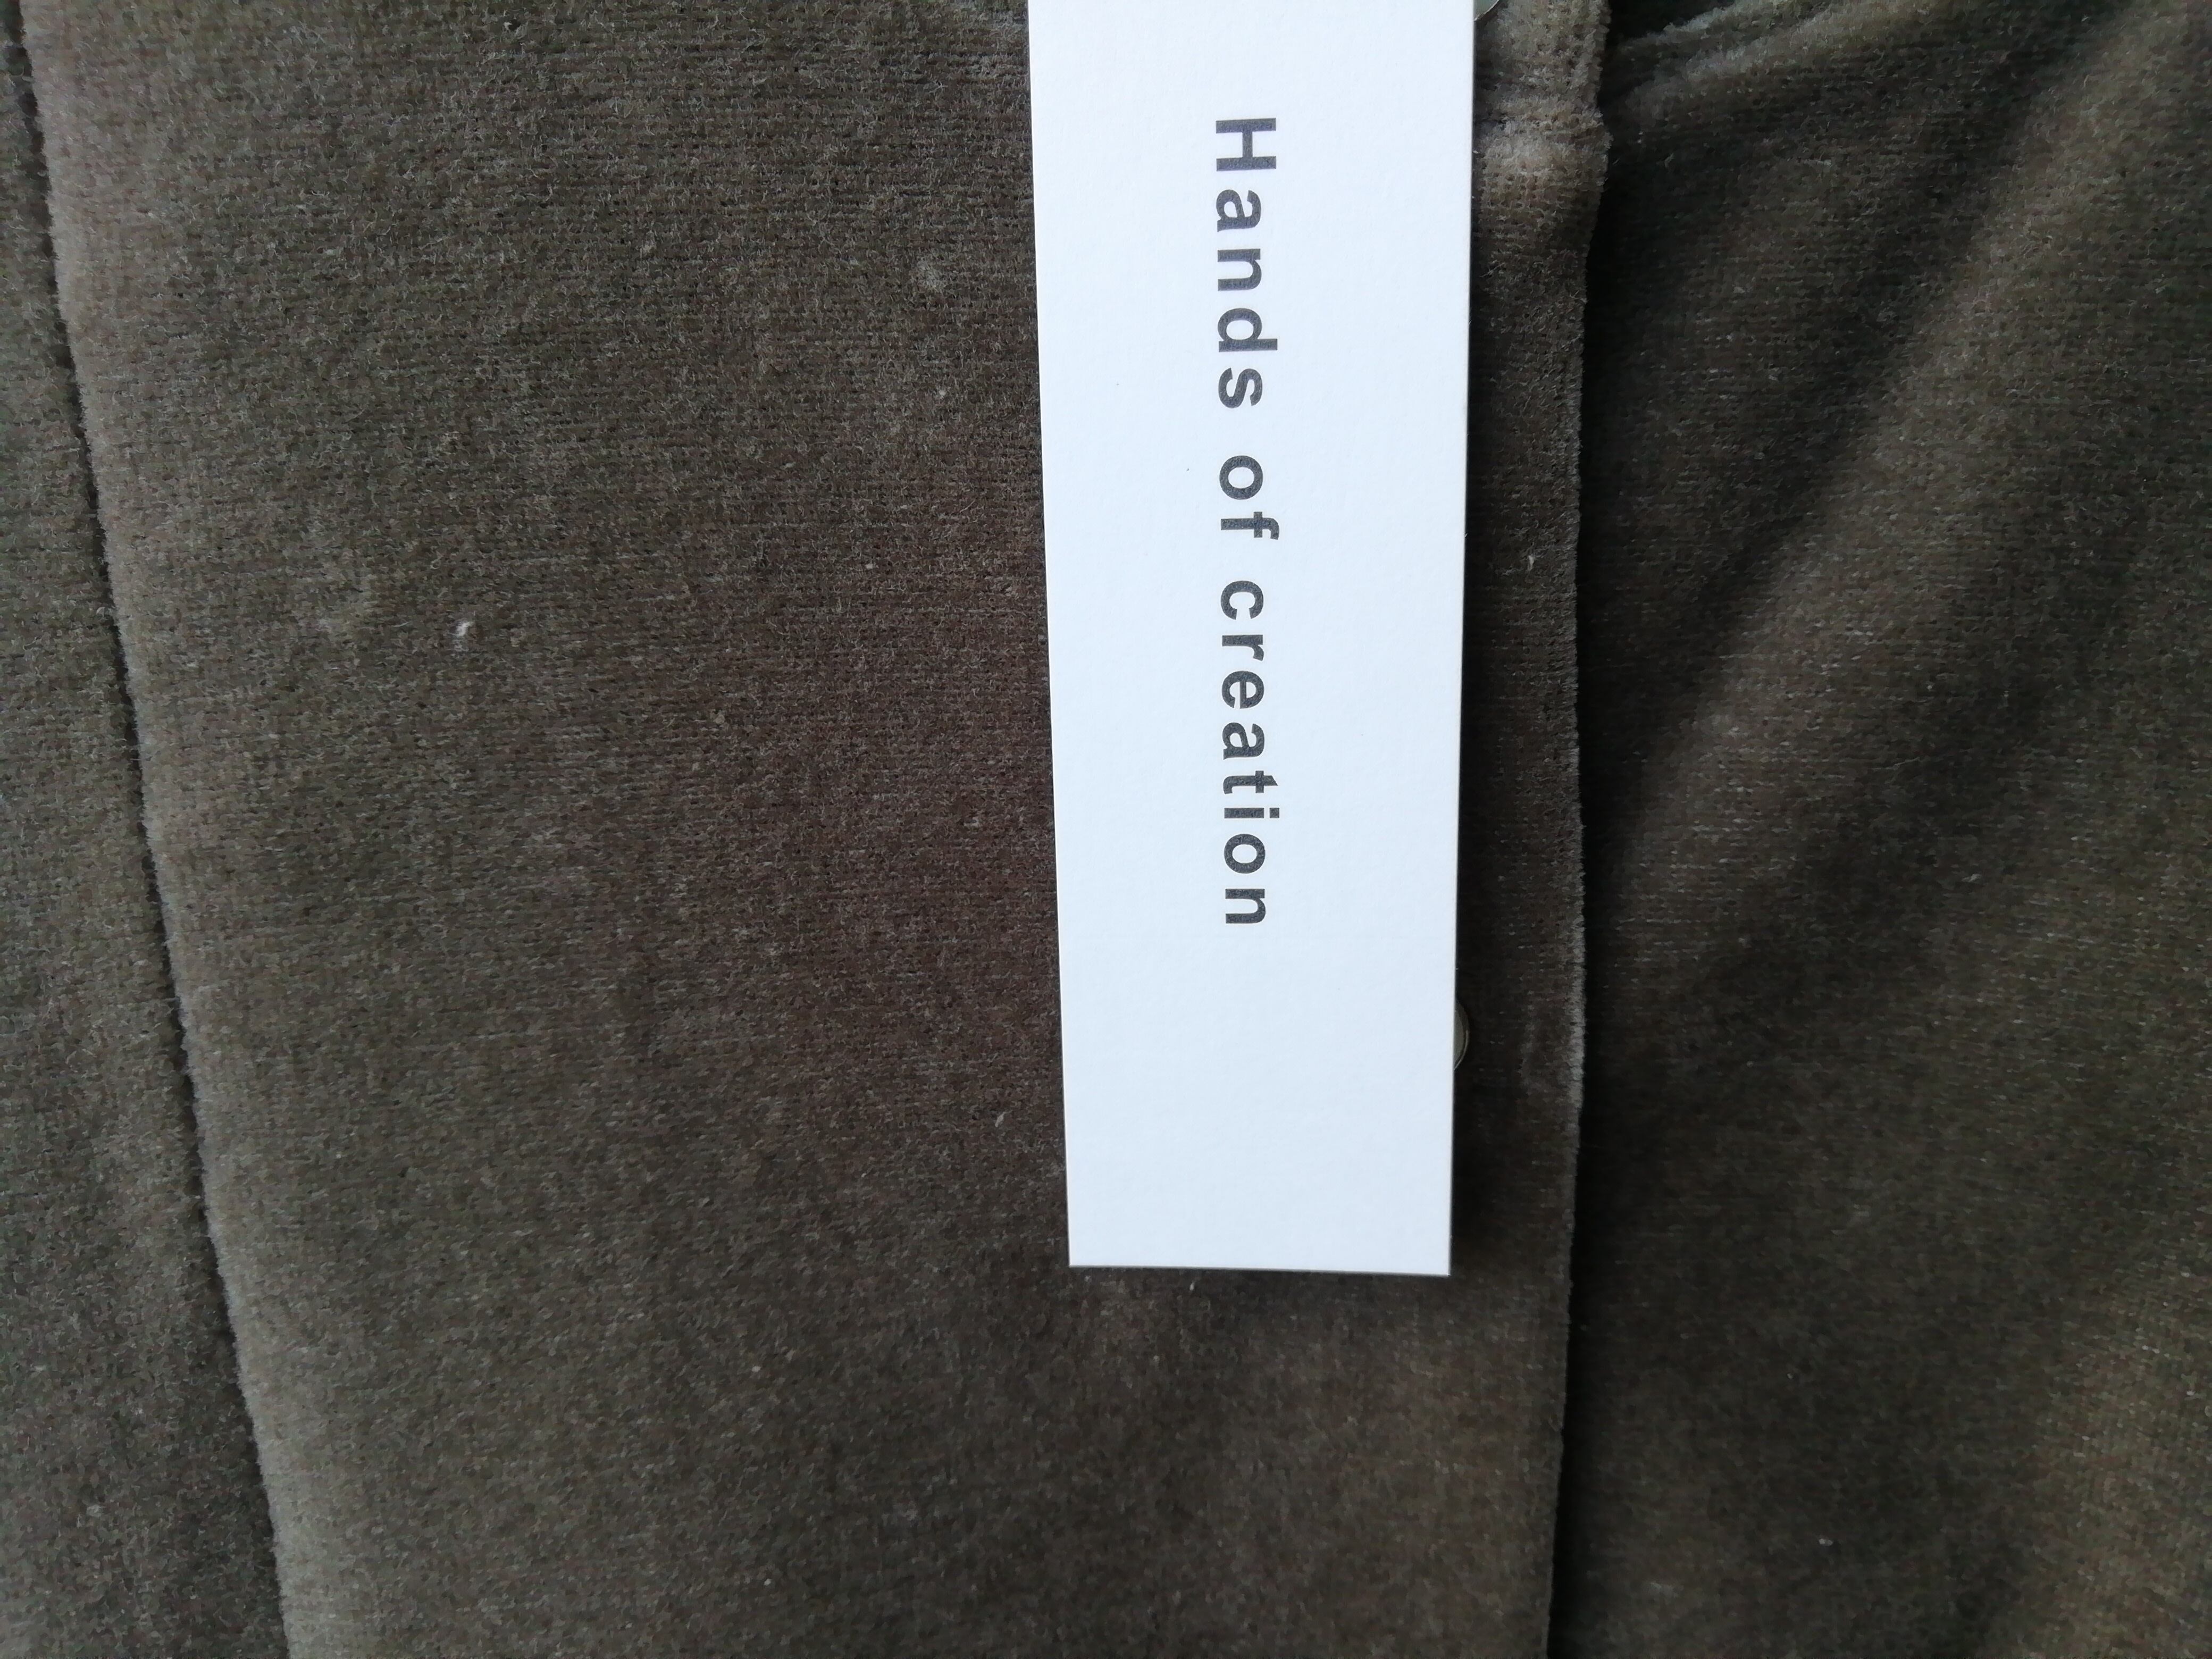 Hands of creation